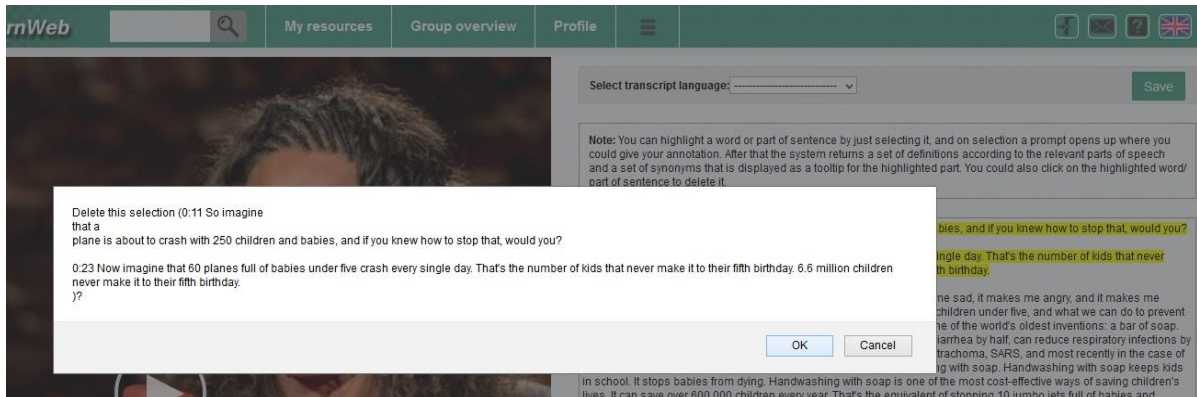 rnWeb
My resources
Group overview
Profile
?
Select transcript language:
Save
Note: You can highlight a word or part of sentence by just selecting it, and on selection a prompt opens up where you
could give your annotation. After that the system returns a set of definitions according to the relevant parts of speech
and a set of synonyms that is displayed as a tooltip for the highlighted part. You could also click on the highlighted word/
part of sentence to delete it.
Delete this selection (0:11 So imagine
that a
plane is about to crash with 250 children and babies, and if you knew how to stop that, would you?
0:23 Now imagine that 60 planes full of babies under five crash every single day. That's the number of kids that never make it to their fifth birthday. 6.6 million children
never make it to their fifth birthday.
)?
OK
Cancel
bies, and if you knew how to stop that, would you?
ingle day. That's the number of kids that never
th birthday.
me sad, it makes me angry, and it makes me
children under five, and what we can do to prevent
ne of the world's oldest inventions: a bar of soap.
iarrhea by half, can reduce respiratory infections by
trachoma, SARS, and most recently in the case of
ng with soap. Handwashing with soap keeps kids
in school. It stops babies from dying. Handwashing with soap is one of the most cost-effective ways of saving children's
lives. It can save over 600,000 children every year. That's the equivalent of stopping 10 jumbo jets full of babies and